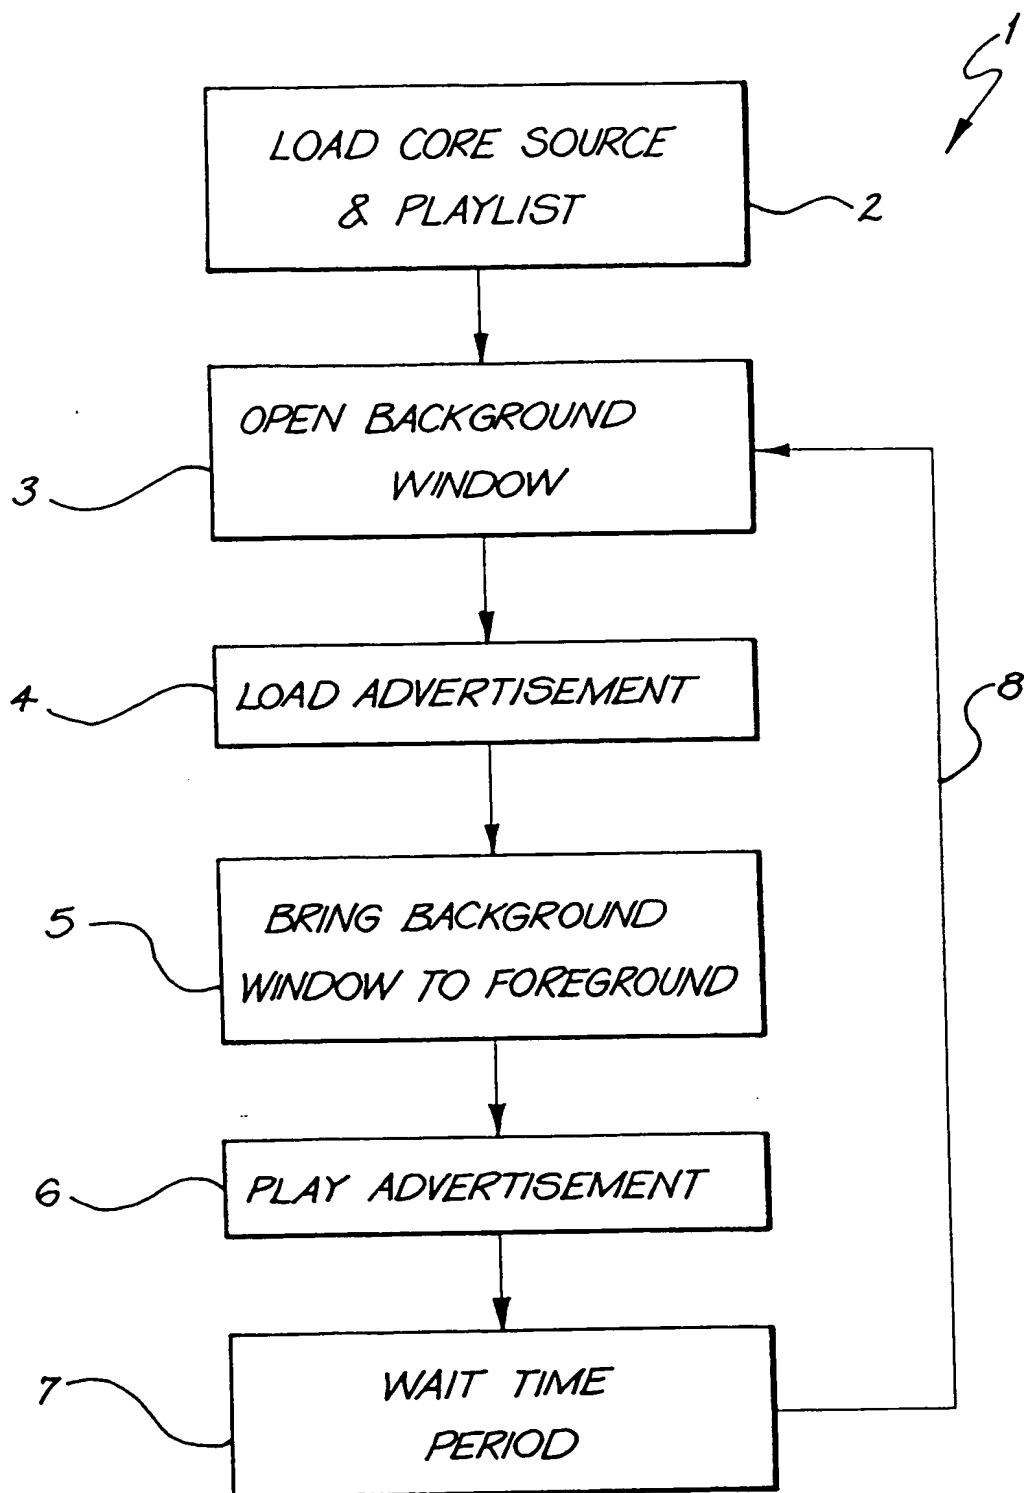 1
LOAD CORE SOURCE
& PLAYLIST
2
OPEN BACKGROUND
WINDOW
3
LOAD ADVERTISEMENT
4
8
BRING BACKGROUND
WINDOW TO FOREGROUND
5
PLAY ADVERTISEMENT
6
WAIT TIME
PERIOD
7